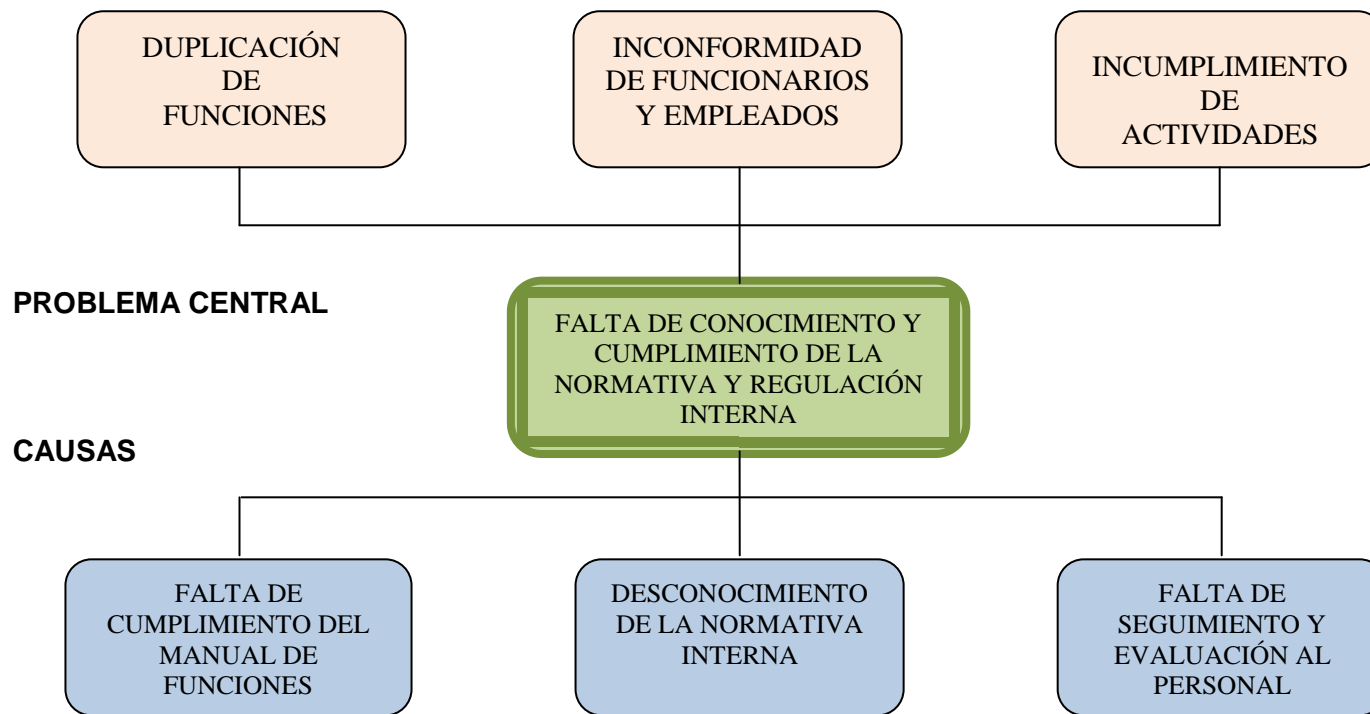 DUPLICACIÓN
DE
FUNCIONES
INCONFORMIDAD
DE FUNCIONARIOS
Y EMPLEADOS
INCUMPLIMIENTO
DE
ACTIVIDADES
PROBLEMA CENTRAL
FALTA DE CONOCIMIENTO Y
CUMPLIMIENTO DE LA
NORMATIVA Y REGULACIÓN
INTERNA
CAUSAS
FALTA DE
CUMPLIMIENTO DEL
MANUAL DE
FUNCIONES
DESCONOCIMIENTO
DE LA NORMATIVA
INTERNA
FALTA DE
SEGUIMIENTO Y
EVALUACIÓN AL
PERSONAL